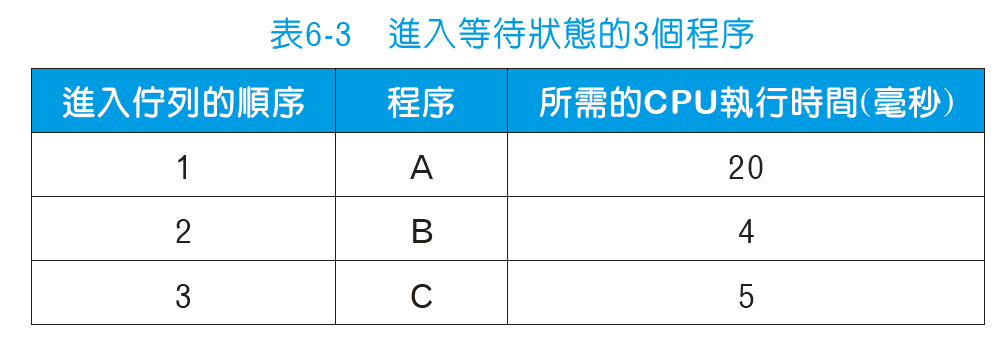 表6-3 進入等待狀態的3個程序
進入佇列的順序 程序 所需的CPU執行時間(毫秒)
1 A 20
2 B 4
3 C 5